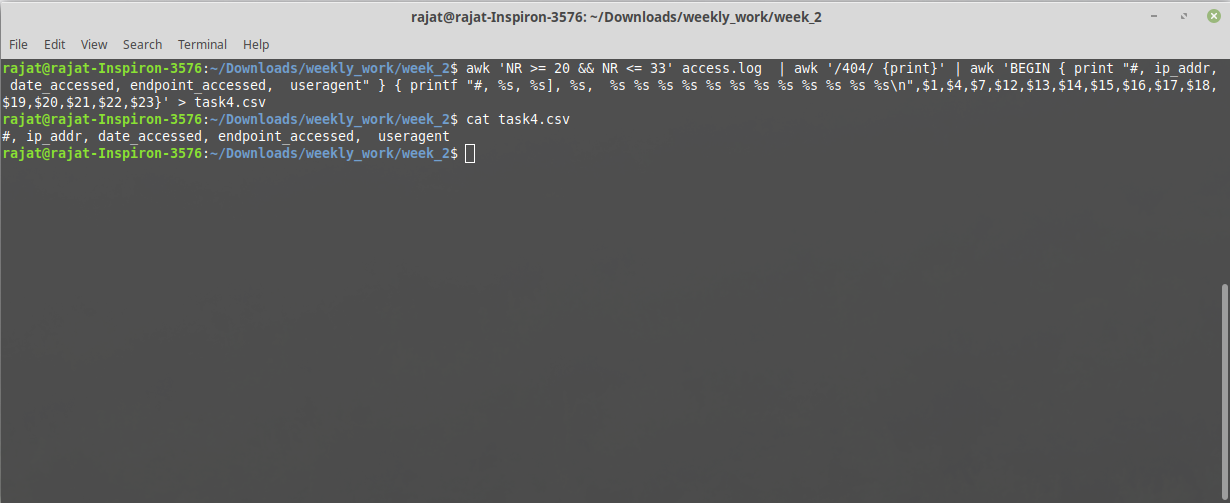 rajat@rajat-Inspiron-3576: ~/Downloads/weekly_work/week_2
File Edit View Search Terminal Help
rajat@rajat-Inspiron-3576:~/Downloads/weekly_work/week_2$ awk 'NR >= 20 && NR <= 33' access.log  | awk '/404/ {print}' | awk 'BEGIN { print "#, ip_addr,
 date_accessed, endpoint_accessed,  useragent" } { printf "#, %s, %s], %s,  %s %s %s %s %s %s %s %s %s %s %s %s\n",$1,$4,$7,$12,$13,$14,$15,$16,$17,$18,
$19,$20,$21,$22,$23}' > task4.csv
rajat@rajat-Inspiron-3576:~/Downloads/weekly_work/week_2$ cat task4.csv
#, ip_addr, date_accessed, endpoint_accessed,  useragent
rajat@rajat-Inspiron-3576:~/Downloads/weekly_work/week_2$